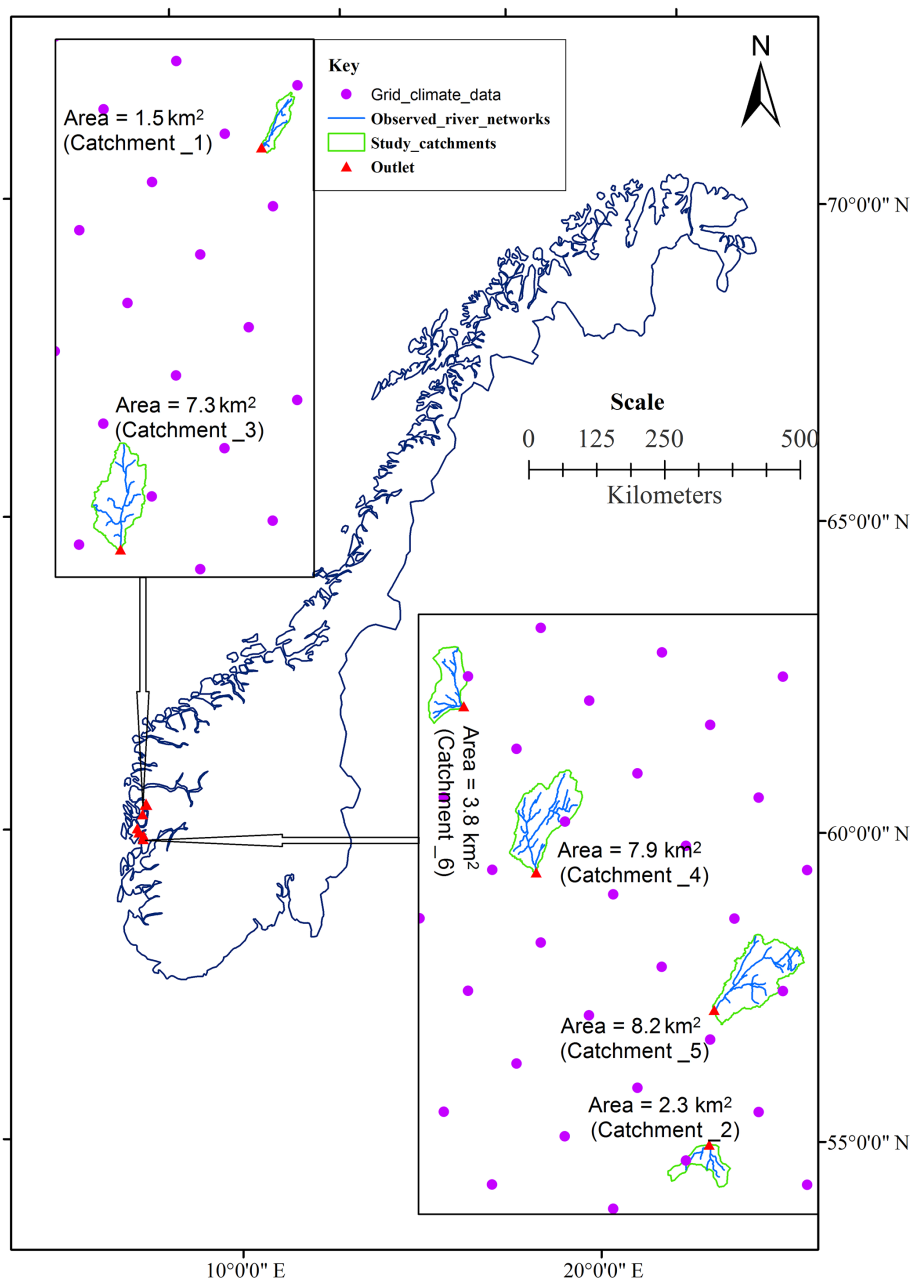 Key
Grid_climate_data
Observed_river_networks
Study_catchments
Outlet
Area = 1.5 km²
(Catchment _1)
N
70°0'0" N
Area = 7.3 km²
(Catchment _3)
Scale
0 125 250 500
Kilometers
65°0'0" N
Area = 3.8 km²
(Catchment _6)
60°0'0" N
Area = 7.9 km²
(Catchment _4)
Area = 8.2 km²
(Catchment _5)
Area = 2.3 km²
(Catchment _2)
55°0'0" N
10°0'0" E 20°0'0" E